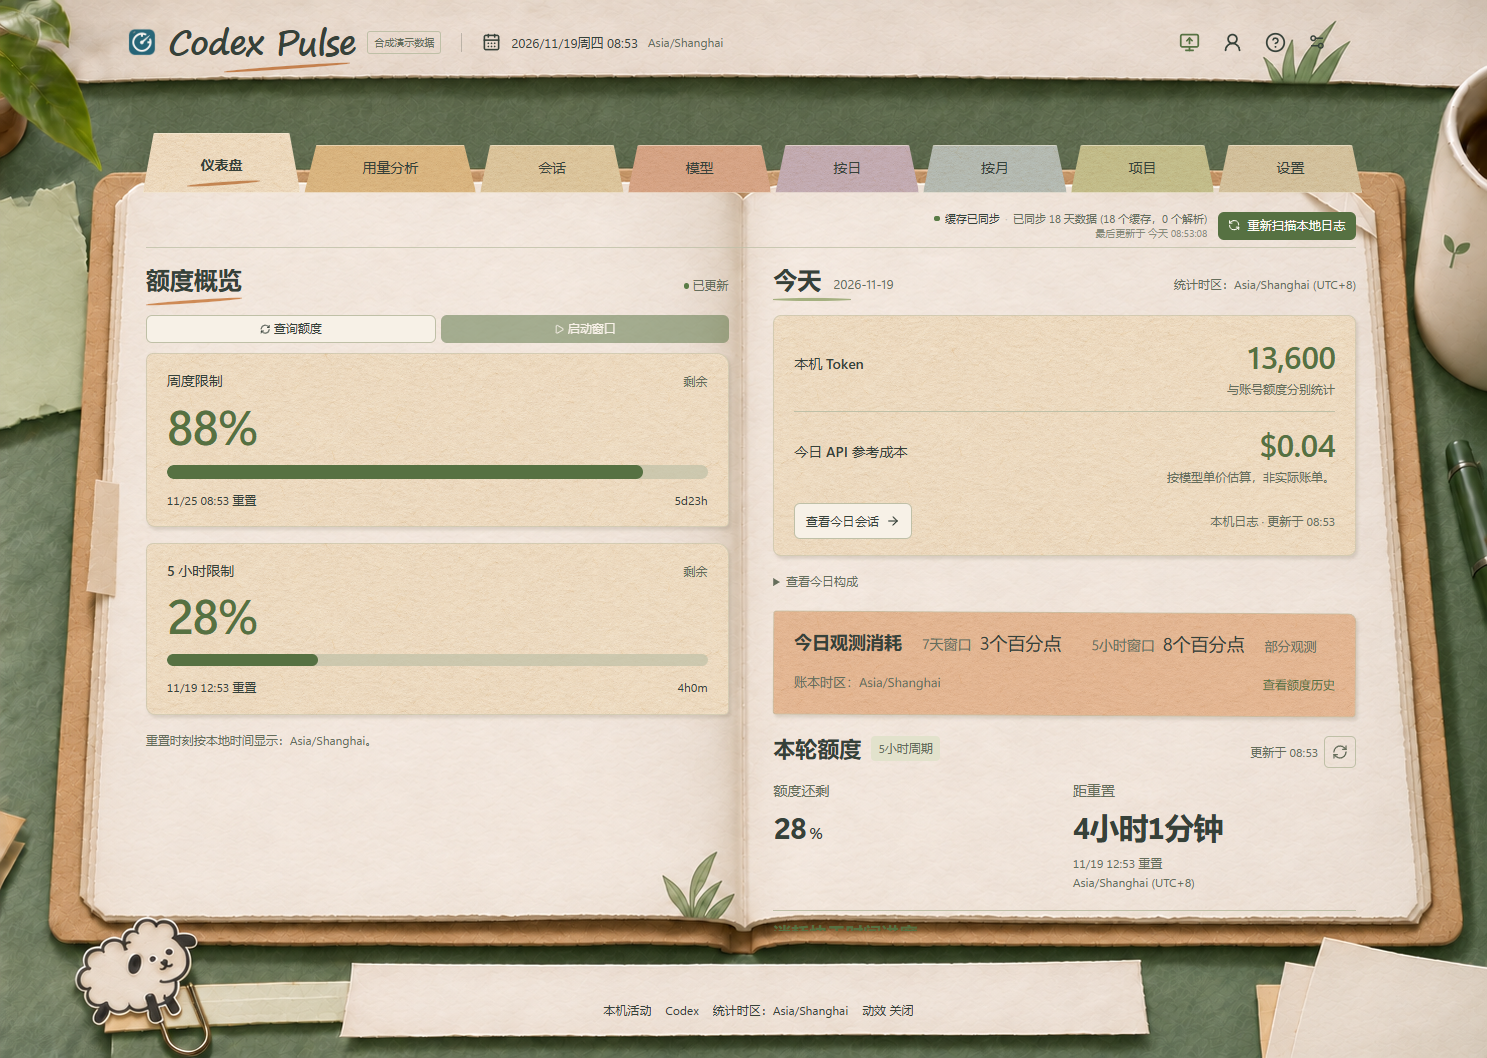 Codex Pulse 合成演示数据 2026/11/19周四 08:53 Asia/Shanghai
仪表盘 用量分析 会话 模型 按日 按月 项目 设置
缓存已同步 · 已同步 18 天数据 (18 个缓存，0 个解析)
最后更新于 今天 08:53:08
重新扫描本地日志
额度概览 已更新
查询额度 启动窗口
周度限制 剩余
88%
11/25 08:53 重置 5d23h
5 小时限制 剩余
28%
11/19 12:53 重置 4h0m
重置时刻按本地时间显示：Asia/Shanghai。
今天 2026-11-19 统计时区：Asia/Shanghai (UTC+8)
本机 Token 13,600
与账号额度分别统计
今日 API 参考成本 $0.04
按模型单价估算，非实际账单。
查看今日会话 → 本机日志 · 更新于 08:53
查看今日构成
今日观测消耗 7天窗口 3个百分点 5小时窗口 8个百分点 部分观测
账本时区：Asia/Shanghai 查看额度历史
本轮额度 5小时周期 更新于 08:53
额度还剩 距重置
28 % 4小时1分钟
11/19 12:53 重置
Asia/Shanghai (UTC+8)
本机活动 Codex 统计时区：Asia/Shanghai 动效 关闭